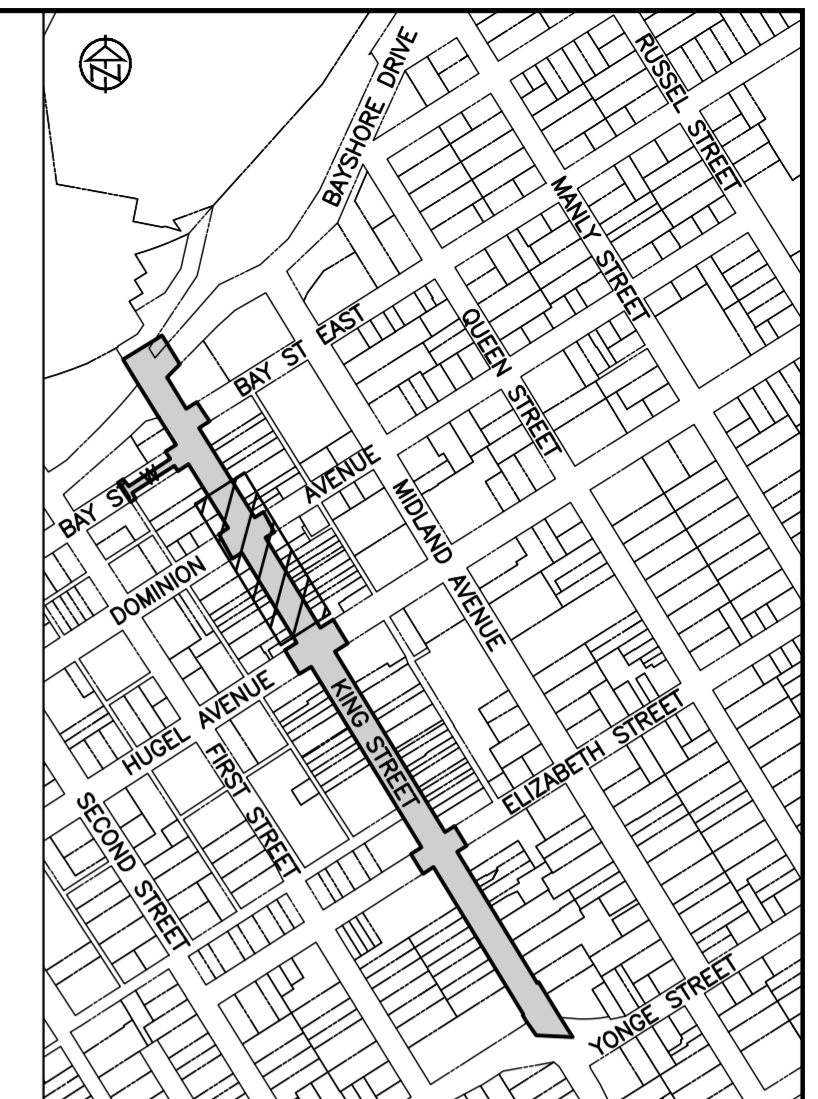 N
BAYSHORE DRIVE
RUSSEL STREET
MANLY STREET
QUEEN STREET
BAY ST EAST
BAY ST W
DOMINION AVENUE
MIDLAND AVENUE
HUGEL AVENUE
KING STREET
FIRST STREET
SECOND STREET
ELIZABETH STREET
YONGE STREET